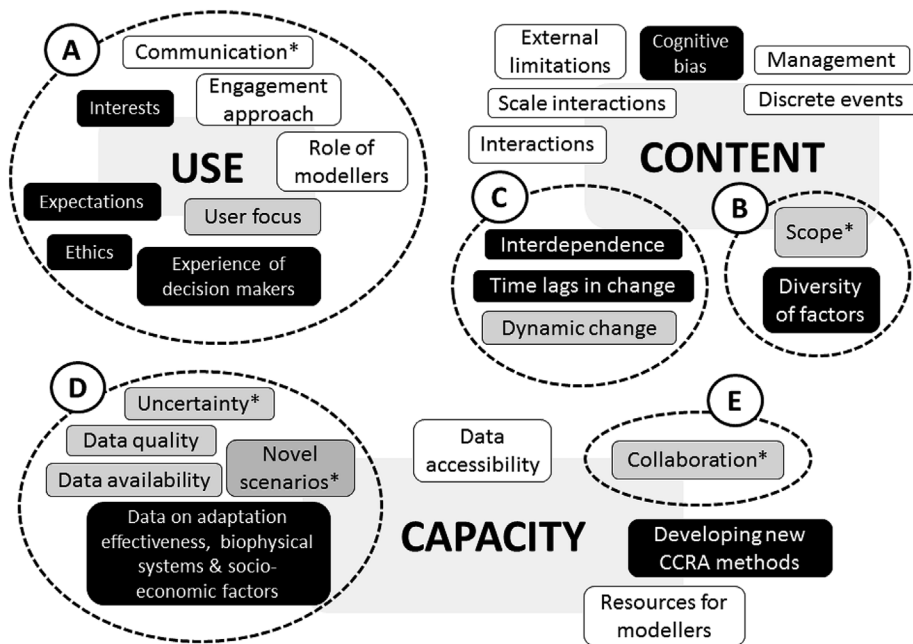 A
Communication*
Interests
Engagement
approach
USE
Role of
modellers
Expectations
User focus
Ethics
Experience of
decision makers
External
limitations
Cognitive
bias
Management
Scale interactions
Discrete events
Interactions
CONTENT
C
Interdependence
Time lags in change
Dynamic change
B
Scope*
Diversity
of factors
D
Uncertainty*
Data quality
Novel
scenarios*
Data availability
Data on adaptation
effectiveness, biophysical
systems & socio-
economic factors
Data
accessibility
E
Collaboration*
CAPACITY
Developing new
CCRA methods
Resources for
modellers